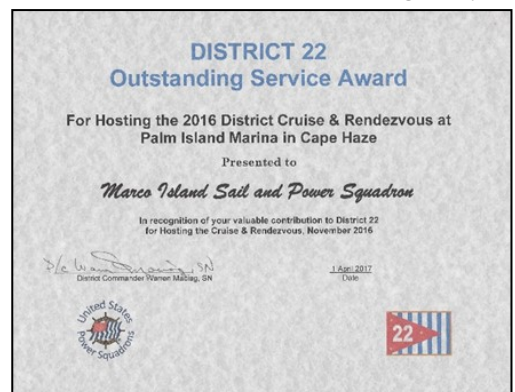 DISTRICT 22
Outstanding Service Award
For Hosting the 2016 District Cruise & Rendezvous at
Palm Island Marina in Cape Haze
Presented to
Marco Island Sail and Power Squadron
In recognition of your valuable contribution to District 22
for Hosting the Cruise & Rendezvous, November 2016
1 April 2017
District Commander Warren Maciag, SN
Date
United States
Power Squadrons
22